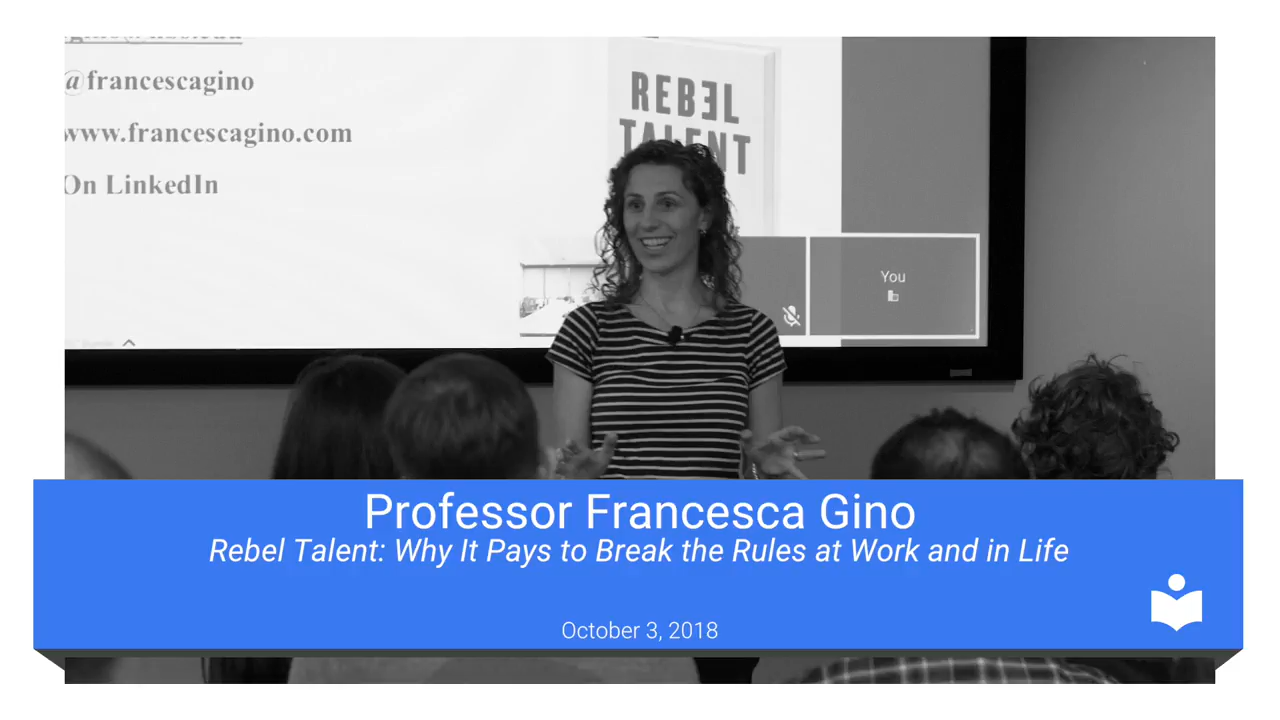 @francescagino
www.francescagino.com
On LinkedIn
REBEL
TALENT
You
Professor Francesca Gino
Rebel Talent: Why It Pays to Break the Rules at Work and in Life
October 3, 2018